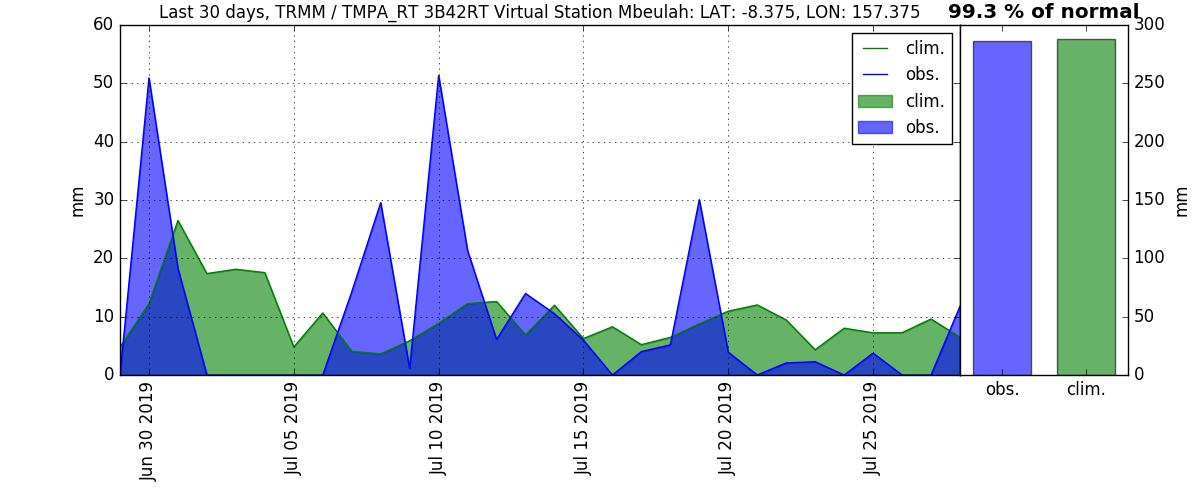 Last 30 days, TRMM / TMPA_RT 3B42RT Virtual Station Mbeulah: LAT: -8.375, LON: 157.375
99.3 % of normal
60
50
40
30
20
10
0
mm
clim.
obs.
clim.
obs.
Jun 30 2019
Jul 05 2019
Jul 10 2019
Jul 15 2019
Jul 20 2019
Jul 25 2019
300
250
200
150
100
50
0
mm
obs.
clim.